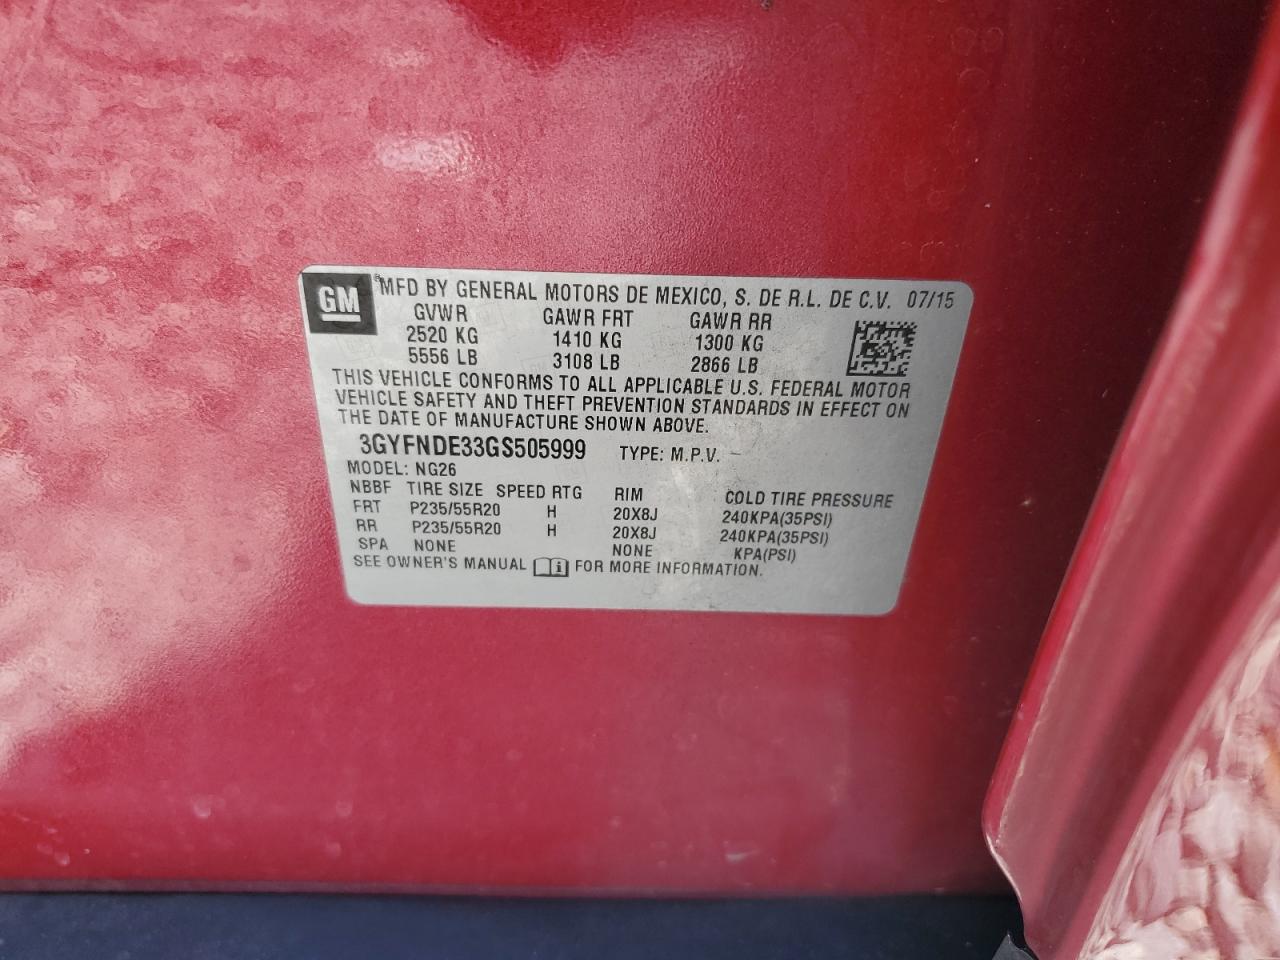 GM ® MFD BY GENERAL MOTORS DE MEXICO, S. DE R.L. DE C.V. 07/15
GVWR GAWR FRT GAWR RR
2520 KG 1410 KG 1300 KG
5556 LB 3108 LB 2866 LB
THIS VEHICLE CONFORMS TO ALL APPLICABLE U.S. FEDERAL MOTOR
VEHICLE SAFETY AND THEFT PREVENTION STANDARDS IN EFFECT ON
THE DATE OF MANUFACTURE SHOWN ABOVE.
3GYFNDE33GS505999 TYPE: M.P.V.
MODEL: NG26
NBBF TIRE SIZE SPEED RTG RIM COLD TIRE PRESSURE
FRT P235/55R20 H 20X8J 240KPA(35PSI)
RR P235/55R20 H 20X8J 240KPA(35PSI)
SPA NONE NONE KPA(PSI)
SEE OWNER'S MANUAL i FOR MORE INFORMATION.